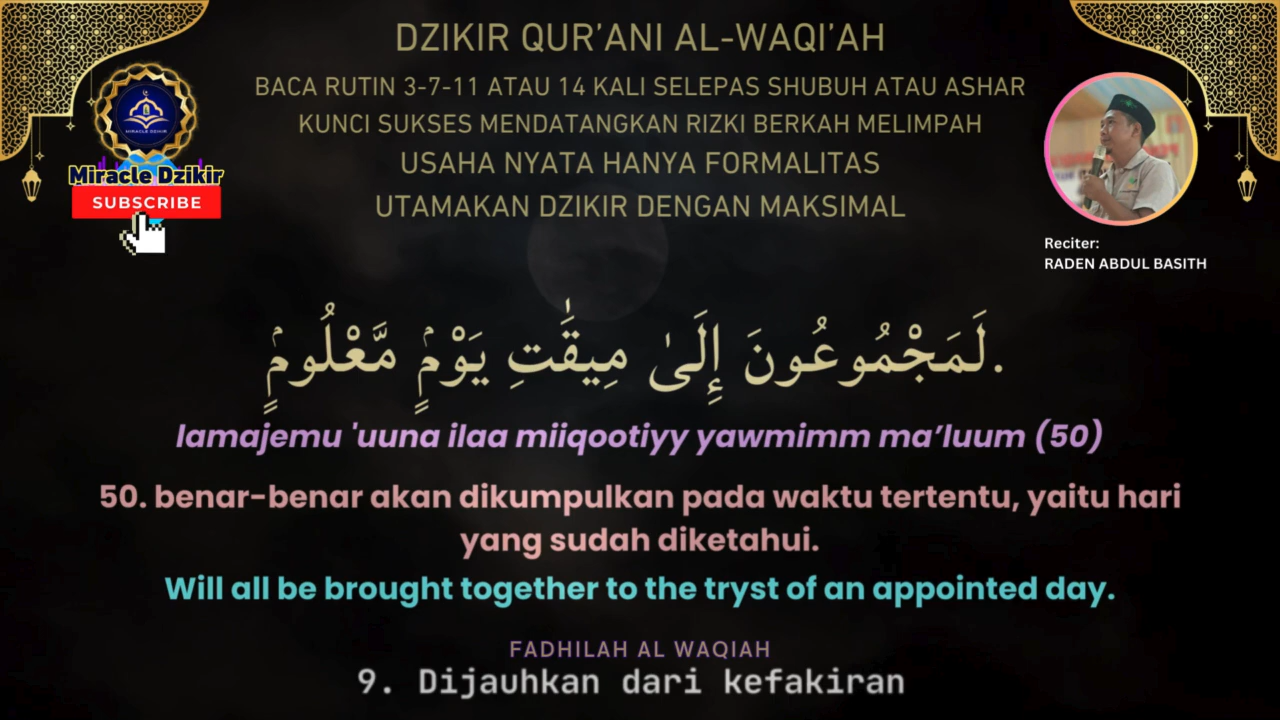 DZIKIR QUR'ANI AL-WAQI'AH
BACA RUTIN 3-7-11 ATAU 14 KALI SELEPAS SHUBUH ATAU ASHAR
KUNCI SUKSES MENDATANGKAN RIZKI BERKAH MELIMPAH
USAHA NYATA HANYA FORMALITAS
UTAMAKAN DZIKIR DENGAN MAKSIMAL
MIRACLE DZIKIR
Miracle Dzikir
SUBSCRIBE
Reciter:
RADEN ABDUL BASITH
لَمَجْمُوعُونَ إِلَىٰ مِيقَٰتِ يَوْمٍۢ مَّعْلُومٍۢ.
lamajemu 'uuna ilaa miiqootiyy yawmimm ma’luum (50)
50. benar-benar akan dikumpulkan pada waktu tertentu, yaitu hari
yang sudah diketahui.
Will all be brought together to the tryst of an appointed day.
FADHILAH AL WAQIAH
9. Dijauhkan dari kefakiran